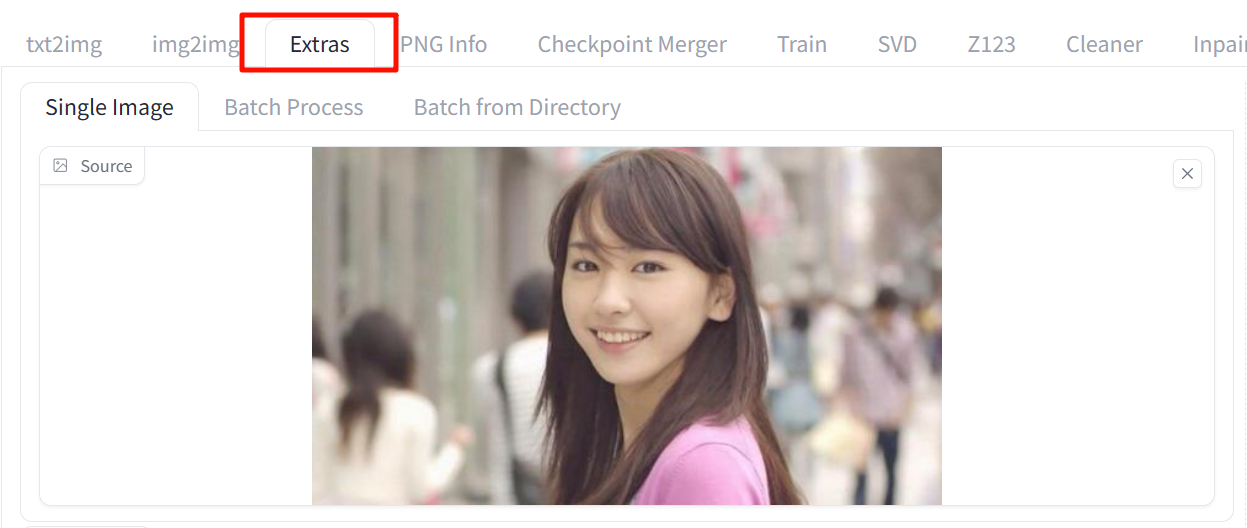 txt2img img2img Extras PNG Info Checkpoint Merger Train SVD Z123 Cleaner
Single Image Batch Process Batch from Directory
Source